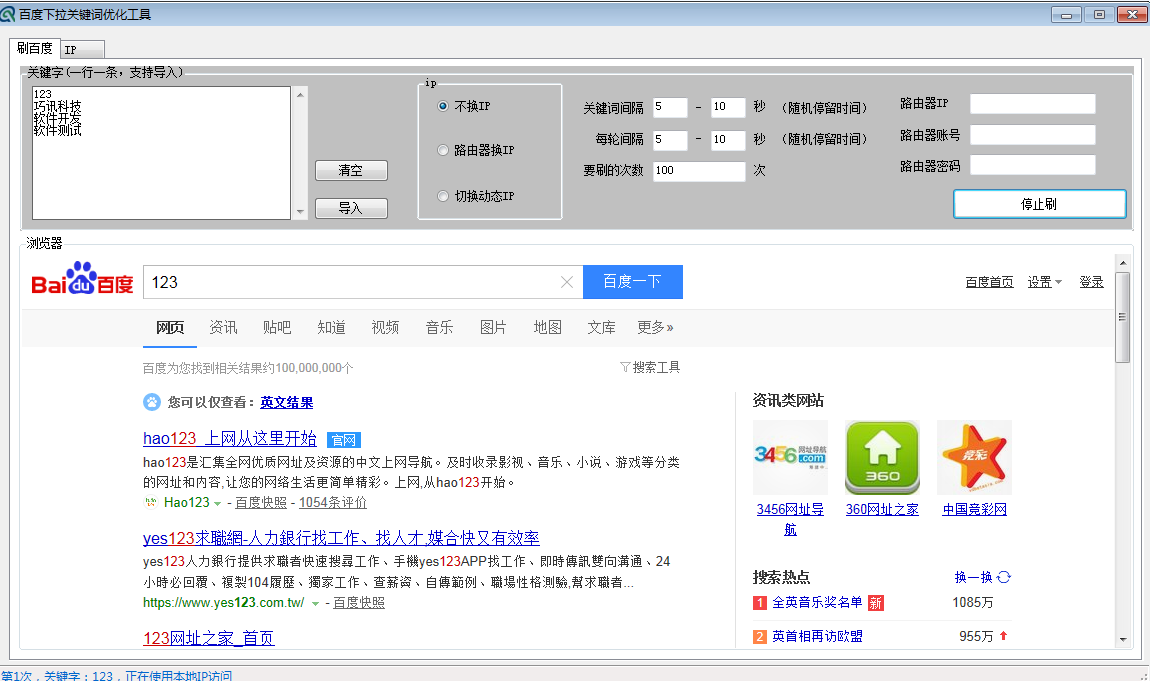 百度下拉关键词优化工具
刷百度 IP
关键字(一行一条，支持导入)
123
巧讯科技
软件开发
软件测试
清空
导入
ip
不换IP
路由器换IP
切换动态IP
关键词间隔 5 - 10 秒 （随机停留时间）
每轮间隔 5 - 10 秒 （随机停留时间）
要刷的次数 100 次
路由器IP
路由器账号
路由器密码
停止刷
浏览器
Bai du 百度 123 百度一下 百度首页 设置 登录
网页 资讯 贴吧 知道 视频 音乐 图片 地图 文库 更多»
百度为您找到相关结果约100,000,000个 搜索工具
您可以仅查看：英文结果
hao123_上网从这里开始 官网
hao123是汇集全网优质网址及资源的中文上网导航。及时收录影视、音乐、小说、游戏等分类
的网址和内容,让您的网络生活更简单精彩。上网,从hao123开始。
Hao123 - 百度快照 - 1054条评价
yes123求職網-人力銀行找工作、找人才,媒合快又有效率
yes123人力銀行提供求職者快速搜尋工作、手機yes123APP找工作、即時傳訊雙向溝通、24
小時必回覆、複製104履歷、獨家工作、查薪資、自傳範例、職場性格測驗,幫求職者...
https://www.yes123.com.tw/ - 百度快照
123网址之家_首页
资讯类网站
3456 网址导航
.com
360
竞彩
3456网址导
航
360网址之家
中国竞彩网
搜索热点 换一换
1 全英音乐奖名单 新 1085万
2 英首相再访欧盟 955万
第1次，关键字：123，正在使用本地IP访问